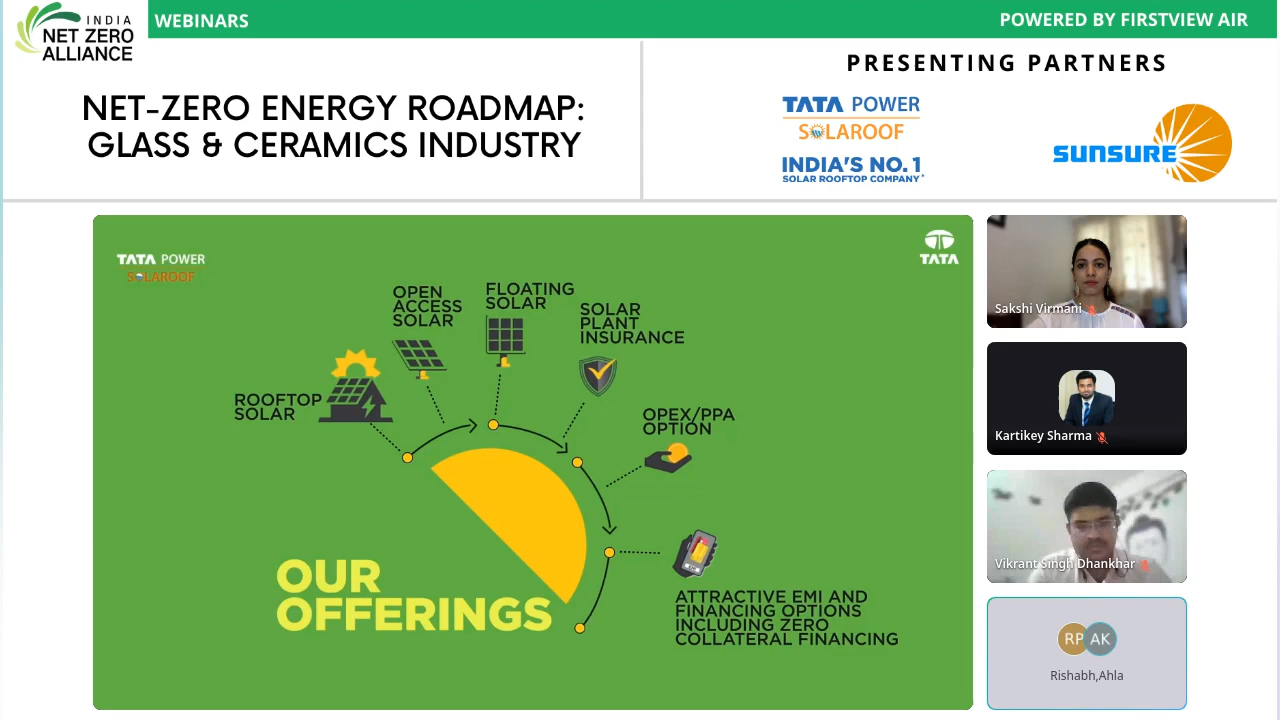 INDIA
NET ZERO
ALLIANCE
WEBINARS
POWERED BY FIRSTVIEW AIR
NET-ZERO ENERGY ROADMAP:
GLASS & CERAMICS INDUSTRY
PRESENTING PARTNERS
TATA POWER
SOLAROOF
INDIA'S NO. 1
SOLAR ROOFTOP COMPANY*
SUNSURE
TATA POWER
SOLAROOF
TATA
ROOFTOP
SOLAR
OPEN
ACCESS
SOLAR
FLOATING
SOLAR
SOLAR
PLANT
INSURANCE
OPEX/PPA
OPTION
ATTRACTIVE EMI AND
FINANCING OPTIONS
INCLUDING ZERO
COLLATERAL FINANCING
OUR
OFFERINGS
Sakshi Virmani
Kartikey Sharma
Vikrant Singh Dhankhar
RP AK
Rishabh,Ahla